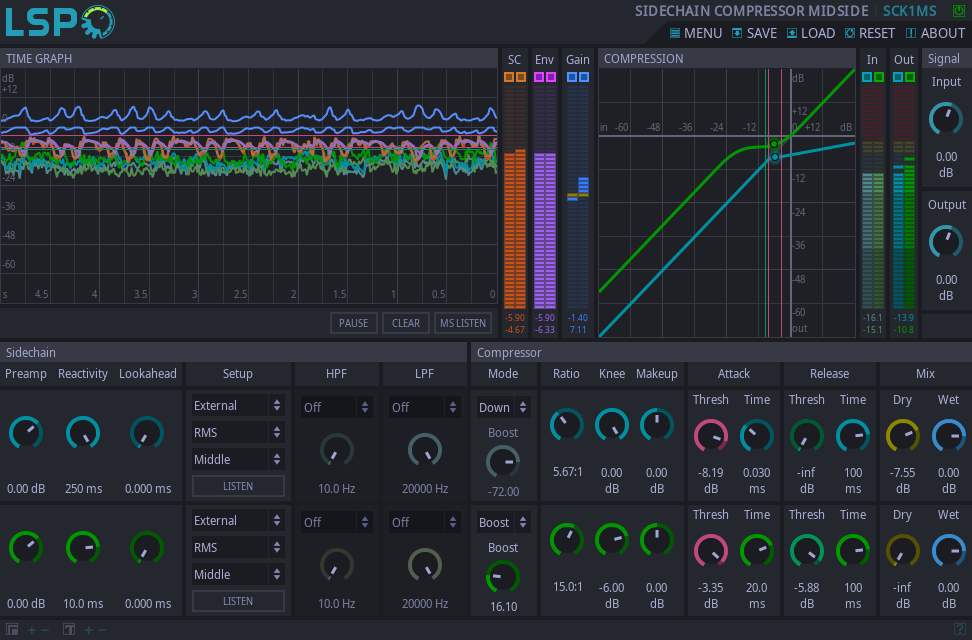 LSP
SIDECHAIN COMPRESSOR MIDSIDE SCK1MS
MENU SAVE LOAD RESET ABOUT
TIME GRAPH SC Env Gain COMPRESSION In Out Signal
dB
+12
0
-24
-36
-48
-60
s 4.5 4 3.5 3 2.5 2 1.5 1 0.5 0
PAUSE CLEAR MS LISTEN
-5.90 -5.90 -1.40
-4.67 -6.33 7.11
dB
+12
in -60 -48 -36 -24 -12 +12 dB
-12
-24
-36
-48
-60
out
-16.1 -13.9
-15.1 -10.8
Input
0.00
dB
Output
0.00
dB
Sidechain Compressor
Preamp Reactivity Lookahead Setup HPF LPF Mode Ratio Knee Makeup Attack Release Mix
External Off Off Down Thresh Time Thresh Time Dry Wet
RMS Boost
Middle
LISTEN
0.00 dB 250 ms 0.000 ms 10.0 Hz 20000 Hz -72.00 5.67:1 0.00 dB 0.00 dB -8.19 dB 0.030 ms -inf dB 100 ms -7.55 dB 0.00 dB
External Off Off Boost Thresh Time Thresh Time Dry Wet
RMS Boost
Middle
LISTEN
0.00 dB 10.0 ms 0.000 ms 10.0 Hz 20000 Hz 16.10 15.0:1 -6.00 dB 0.00 dB -3.35 dB 20.0 ms -5.88 dB 100 ms -inf dB 0.00 dB